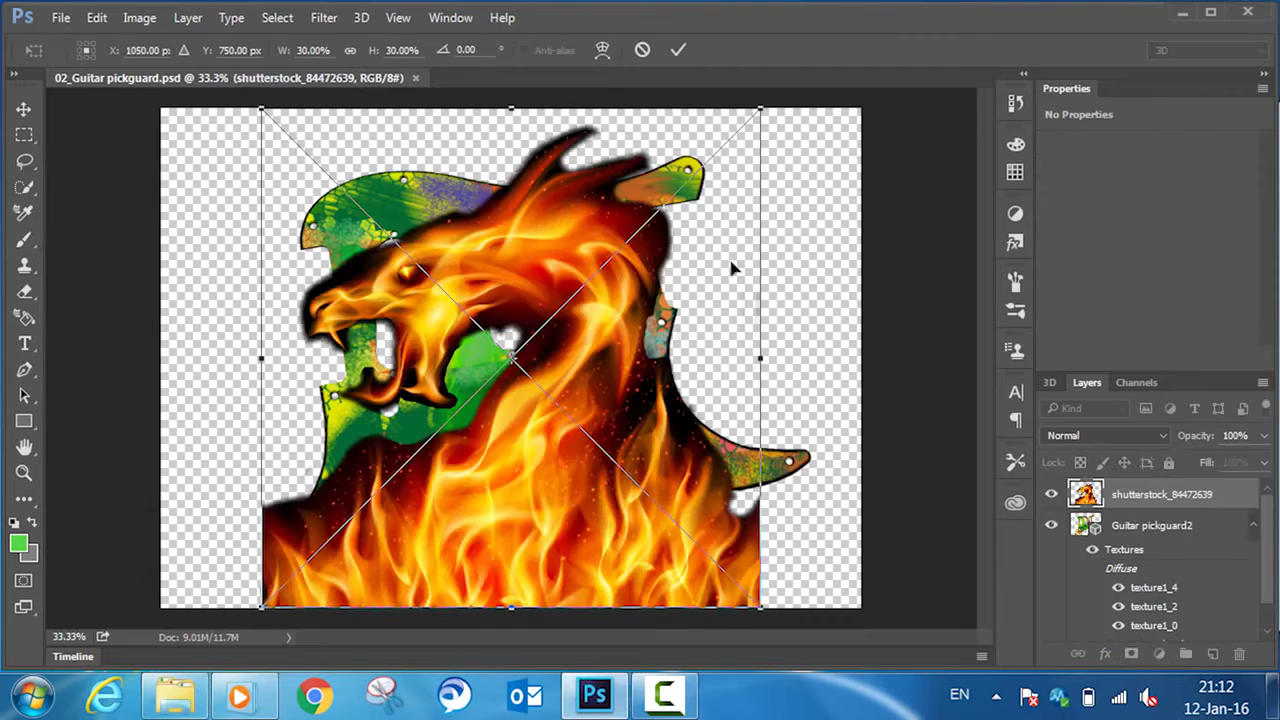 Ps File Edit Image Layer Type Select Filter 3D View Window Help
X: 1050.00 px Y: 750.00 px W: 30.00% H: 30.00% 0.00 ° Anti-alias 3D
02_Guitar pickguard.psd @ 33.3% (shutterstock_84472639, RGB/8#) ×
Properties
No Properties
3D Layers Channels
Kind
Normal Opacity: 100%
Lock: Fill: 100%
shutterstock_84472639
Guitar pickguard2
Textures
Diffuse
texture1_4
texture1_2
texture1_0
33.33% Doc: 9.01M/11.7M
Timeline
EN
21:12
12-Jan-16